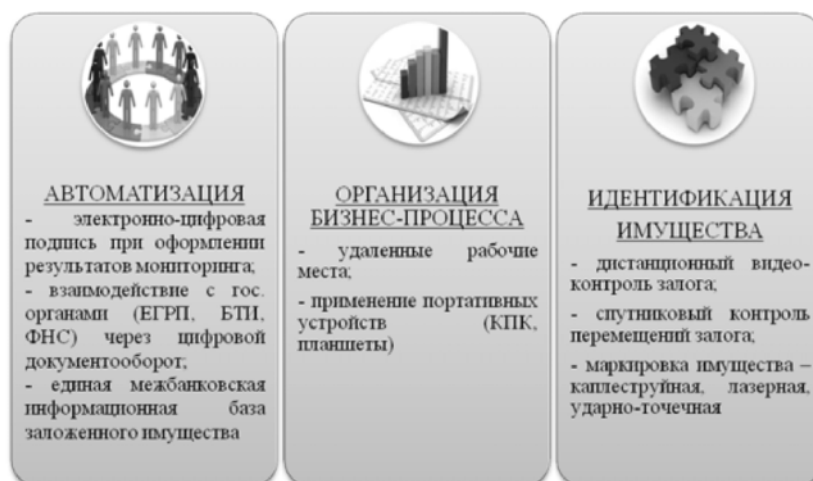 АВТОМАТИЗАЦИЯ
- электронно-цифровая
подпись при оформлении
результатов мониторинга;
- взаимодействие с гос.
органами (ЕГРП, БТИ,
ФНС) через цифровой
документооборот;
- единая межбанковская
информационная база
заложенного имущества
ОРГАНИЗАЦИЯ
БИЗНЕС-ПРОЦЕССА
- удаленные рабочие
места;
- применение портативных
устройств (КПК,
планшеты)
ИДЕНТИФИКАЦИЯ
ИМУЩЕСТВА
- дистанционный видео-
контроль залога;
- спутниковый контроль
перемещений залога;
- маркировка имущества –
каплеструйная, лазерная,
ударно-точечная